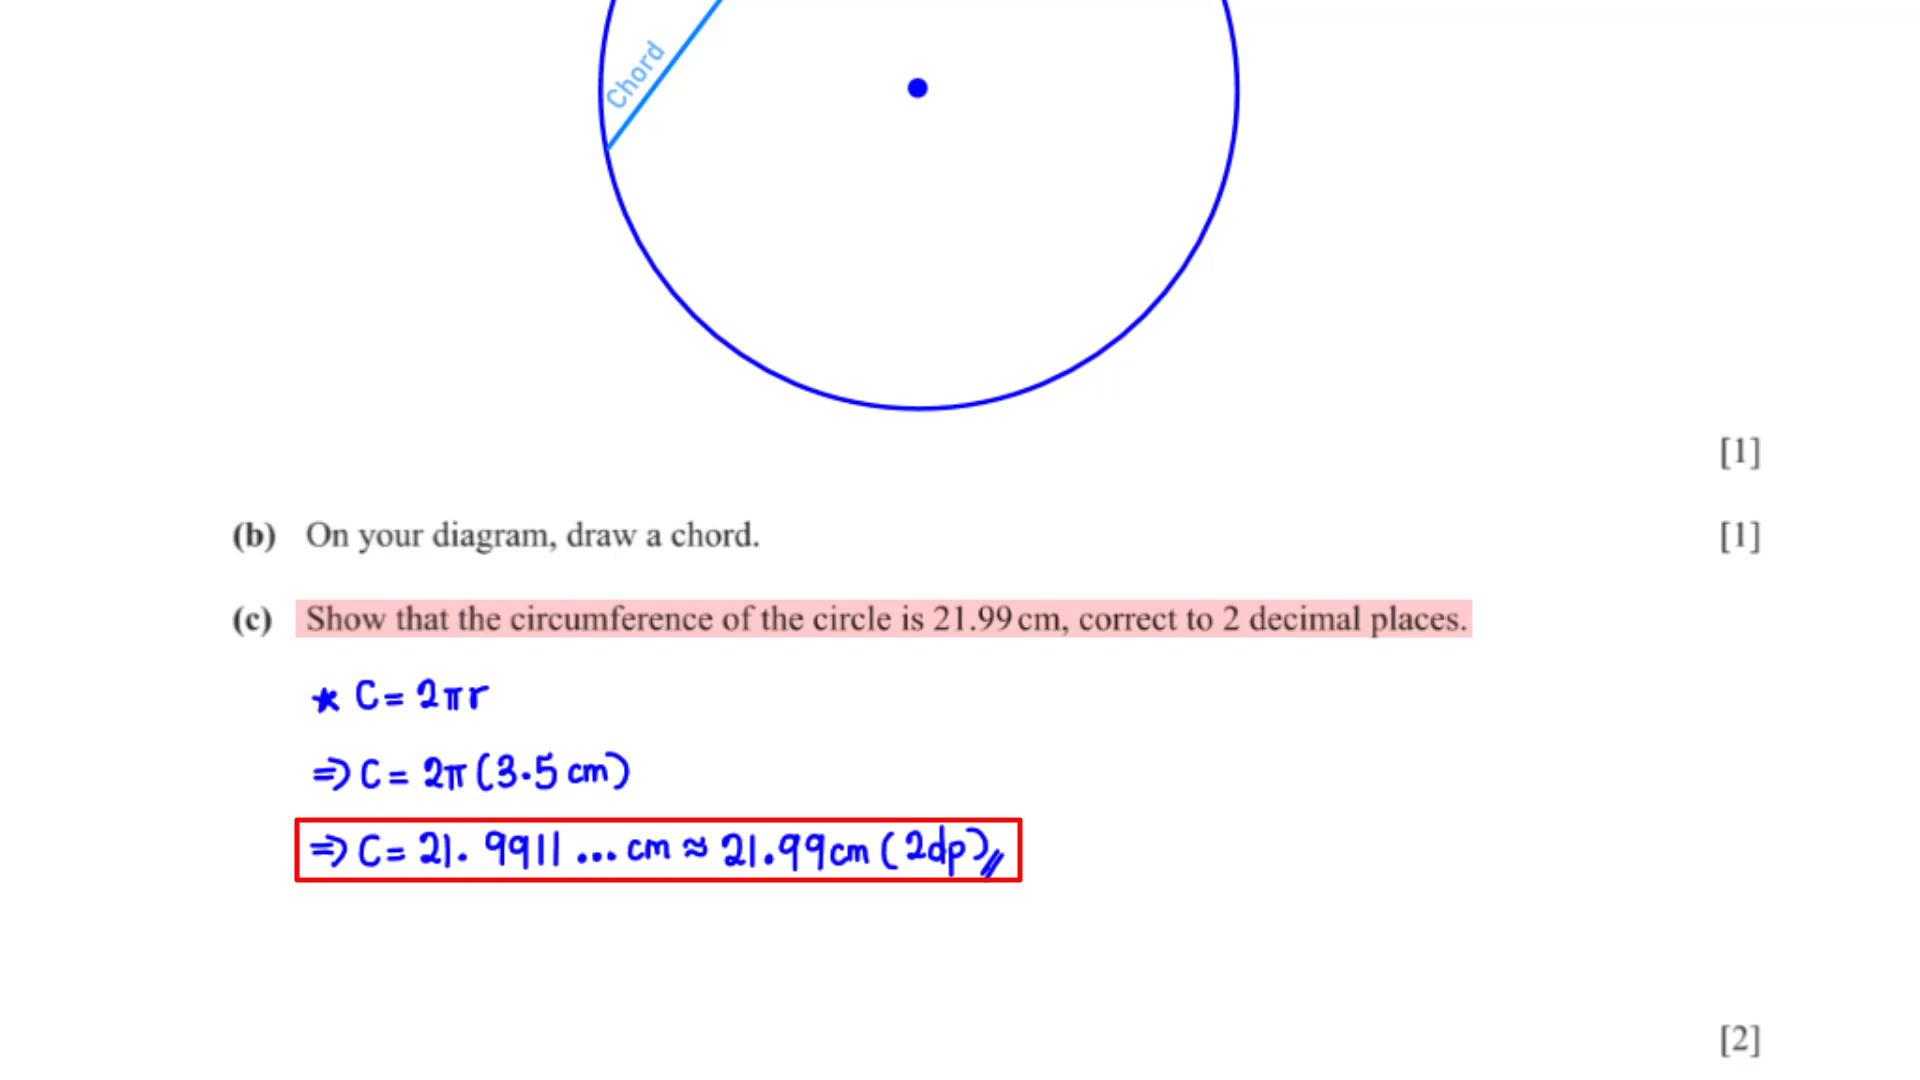 Chord
[1]
(b) On your diagram, draw a chord. [1]
(c) Show that the circumference of the circle is 21.99 cm, correct to 2 decimal places.
* C = 2πr
⇒ C = 2π (3.5 cm)
⇒ C = 21.9911 ... cm ≈ 21.99 cm (2dp)//
[2]